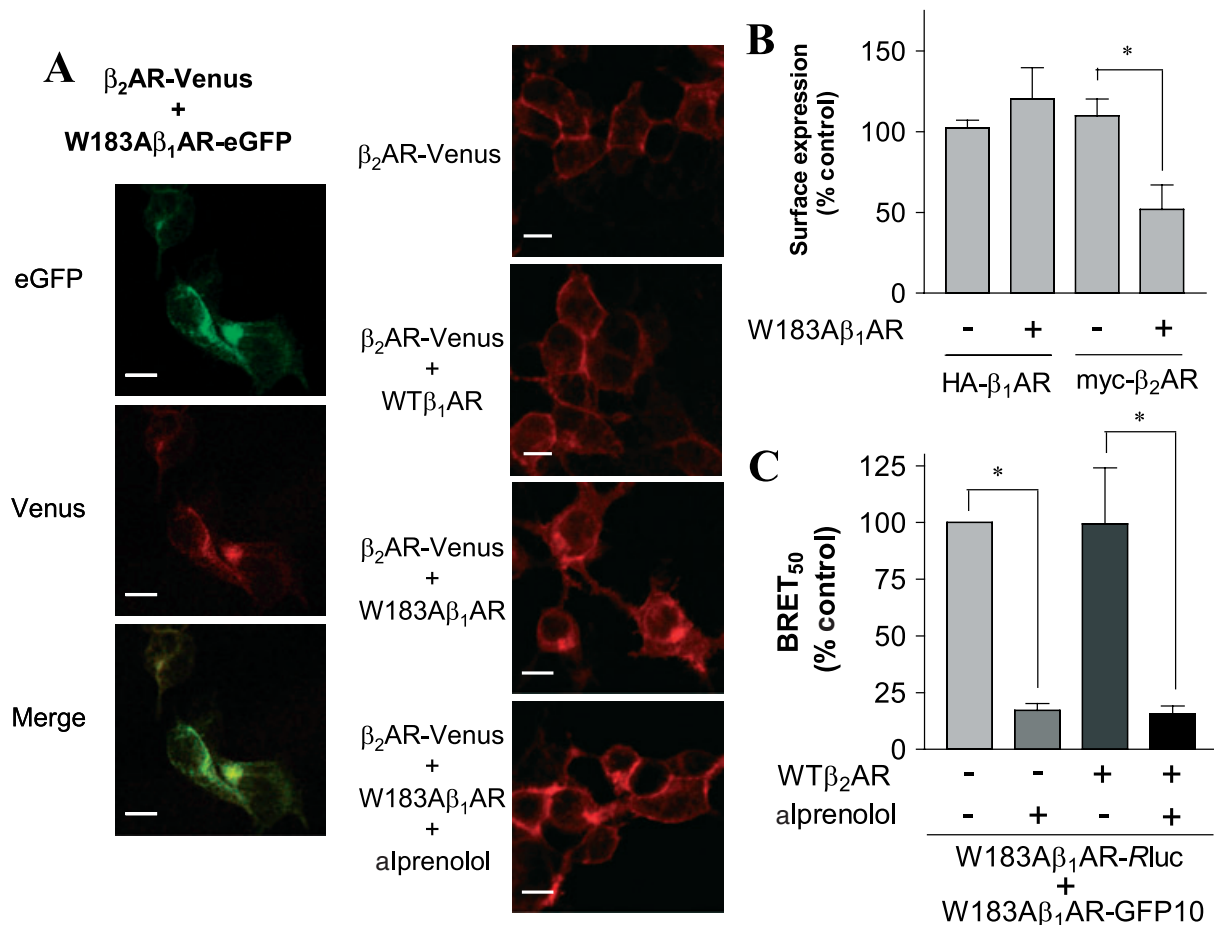 A
β₂AR-Venus
+
W183Aβ₁AR-eGFP
eGFP
Venus
Merge
β₂AR-Venus
β₂AR-Venus
+
WTβ₁AR
β₂AR-Venus
+
W183Aβ₁AR
β₂AR-Venus
+
W183Aβ₁AR
+
alprenolol
B
Surface expression
(% control)
150
100
50
0
*
W183Aβ₁AR - + - +
HA-β₁AR myc-β₂AR
C
BRET₅₀
(% control)
125
100
75
50
25
0
*
*
WTβ₂AR - - + +
alprenolol - + - +
W183Aβ₁AR-Rluc
+
W183Aβ₁AR-GFP10